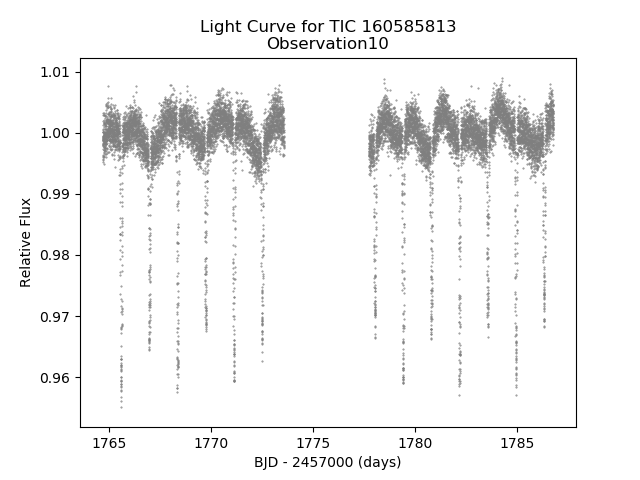 Light Curve for TIC 160585813
Observation10
1.01
1.00
0.99
0.98
0.97
0.96
Relative Flux
1765
1770
1775
1780
1785
BJD - 2457000 (days)